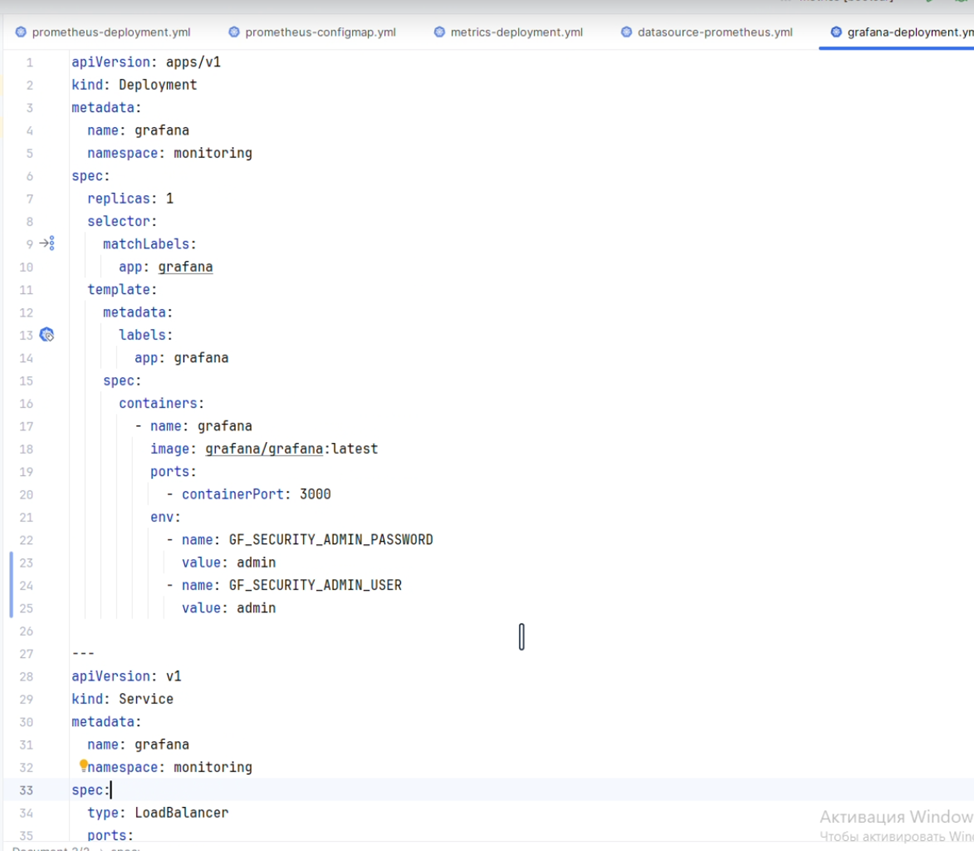 prometheus-deployment.yml prometheus-configmap.yml metrics-deployment.yml datasource-prometheus.yml grafana-deployment.ym
1 apiVersion: apps/v1
2 kind: Deployment
3 metadata:
4 name: grafana
5 namespace: monitoring
6 spec:
7 replicas: 1
8 selector:
9 matchLabels:
10 app: grafana
11 template:
12 metadata:
13 labels:
14 app: grafana
15 spec:
16 containers:
17 - name: grafana
18 image: grafana/grafana:latest
19 ports:
20 - containerPort: 3000
21 env:
22 - name: GF_SECURITY_ADMIN_PASSWORD
23 value: admin
24 - name: GF_SECURITY_ADMIN_USER
25 value: admin
26
27 ---
28 apiVersion: v1
29 kind: Service
30 metadata:
31 name: grafana
32 namespace: monitoring
33 spec:
34 type: LoadBalancer
35 ports:
Активация Window
Чтобы активировать Win